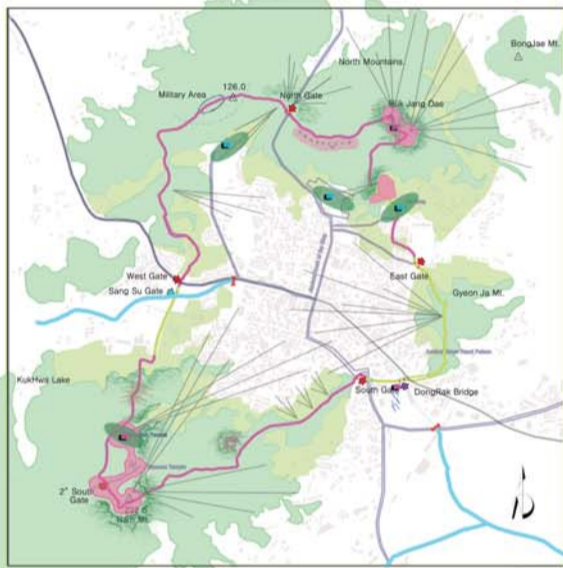 BongJae Mt.
North Mountains
126.0
Military Area
North Gate
Buk Jang Dae
West Gate
East Gate
Sang Su Gate
Gyeon Ja Mt.
KukHwa Lake
South Gate
DongRak Bridge
2nd South
Gate
Nam Mt.